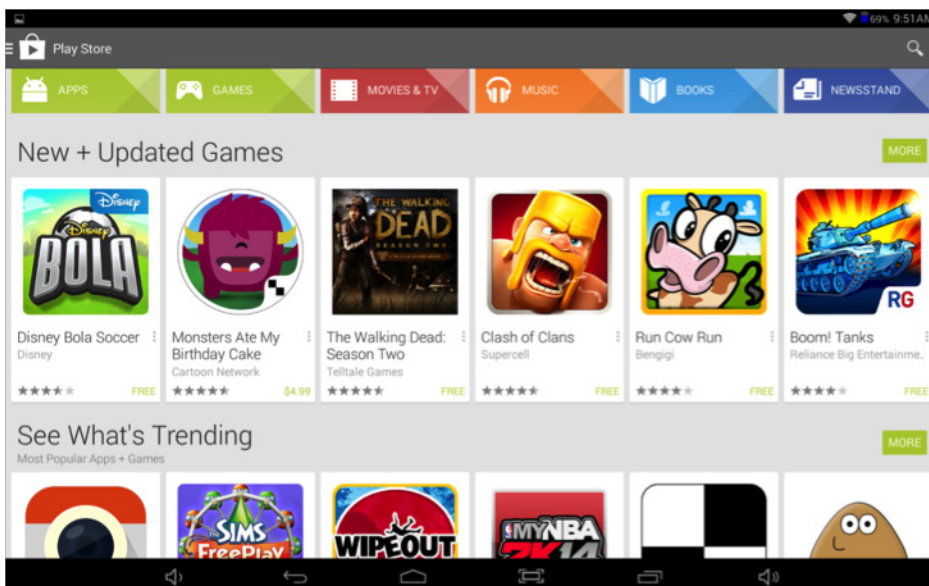 69% 9:51AM
Play Store
APPS
GAMES
MOVIES & TV
MUSIC
BOOKS
NEWSSTAND
New + Updated Games
MORE
Disney
Disney
BOLA
THE WALKING
DEAD
SEASON TWO
RG
Disney Bola Soccer
Disney
FREE
Monsters Ate My
Birthday Cake
Cartoon Network
$4.99
The Walking Dead:
Season Two
Telltale Games
FREE
Clash of Clans
Supercell
FREE
Run Cow Run
Bengigi
FREE
Boom! Tanks
Reliance Big Entertainme..
FREE
See What's Trending
Most Popular Apps + Games
MORE
THE SIMS
FreePlay
WIPEOUT
MYNBA
2K14